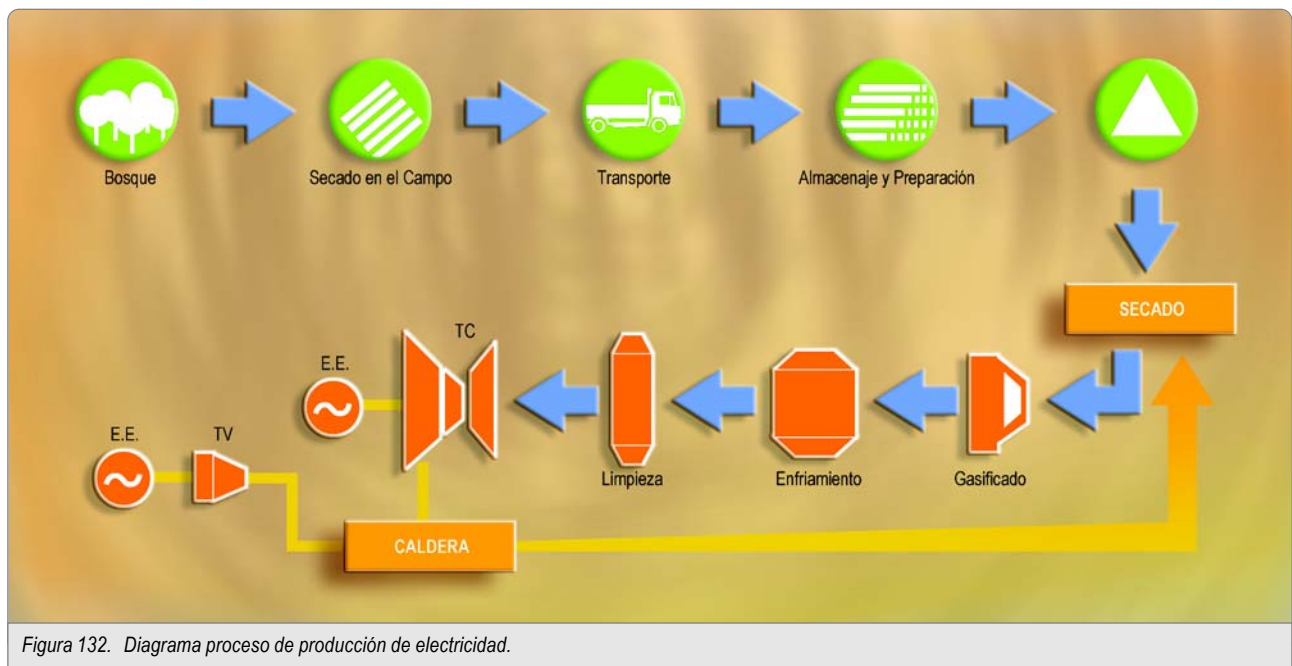 Bosque
Secado en el Campo
Transporte
Almacenaje y Preparación
SECADO
TC
E.E.
E.E.
TV
Limpieza
Enfriamiento
Gasificado
CALDERA
Figura 132. Diagrama proceso de producción de electricidad.